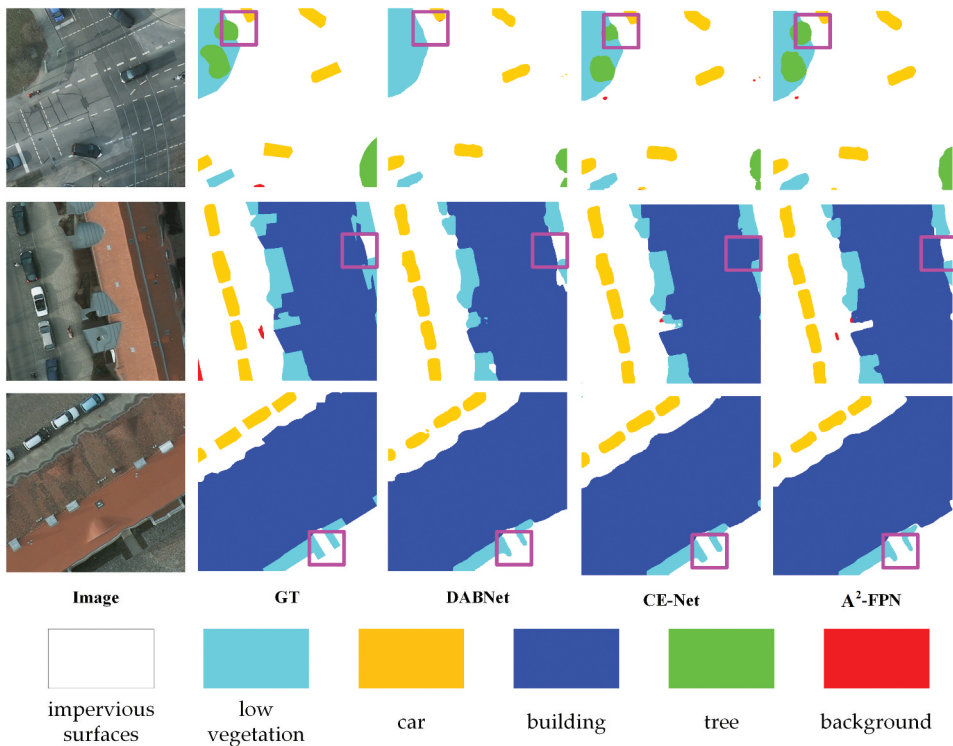 Image GT DABNet CE-Net A²-FPN
impervious surfaces
low vegetation
car
building
tree
background